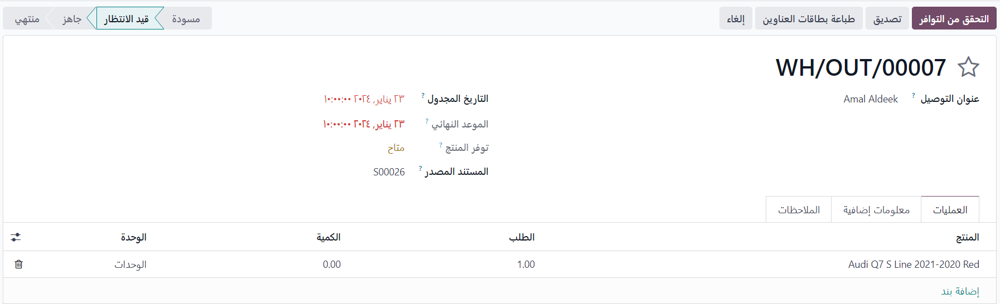 التحقق من التوافر تصديق طباعة بطاقات العناوين إلغاء
مسودة قيد الانتظار جاهز منتهي
WH/OUT/00007
عنوان التوصيل ? Amal Aldeek
التاريخ المجدول ? ٢٣ يناير, ٢٠٢٤ ١٠:٠٠:٠٠
الموعد النهائي ? ٢٣ يناير, ٢٠٢٤ ١٠:٠٠:٠٠
توفر المنتج ? متاح
المستند المصدر ? S00026
العمليات معلومات إضافية الملاحظات
المنتج الطلب الكمية الوحدة
Audi Q7 S Line 2021-2020 Red 1.00 0.00 الوحدات
إضافة بند